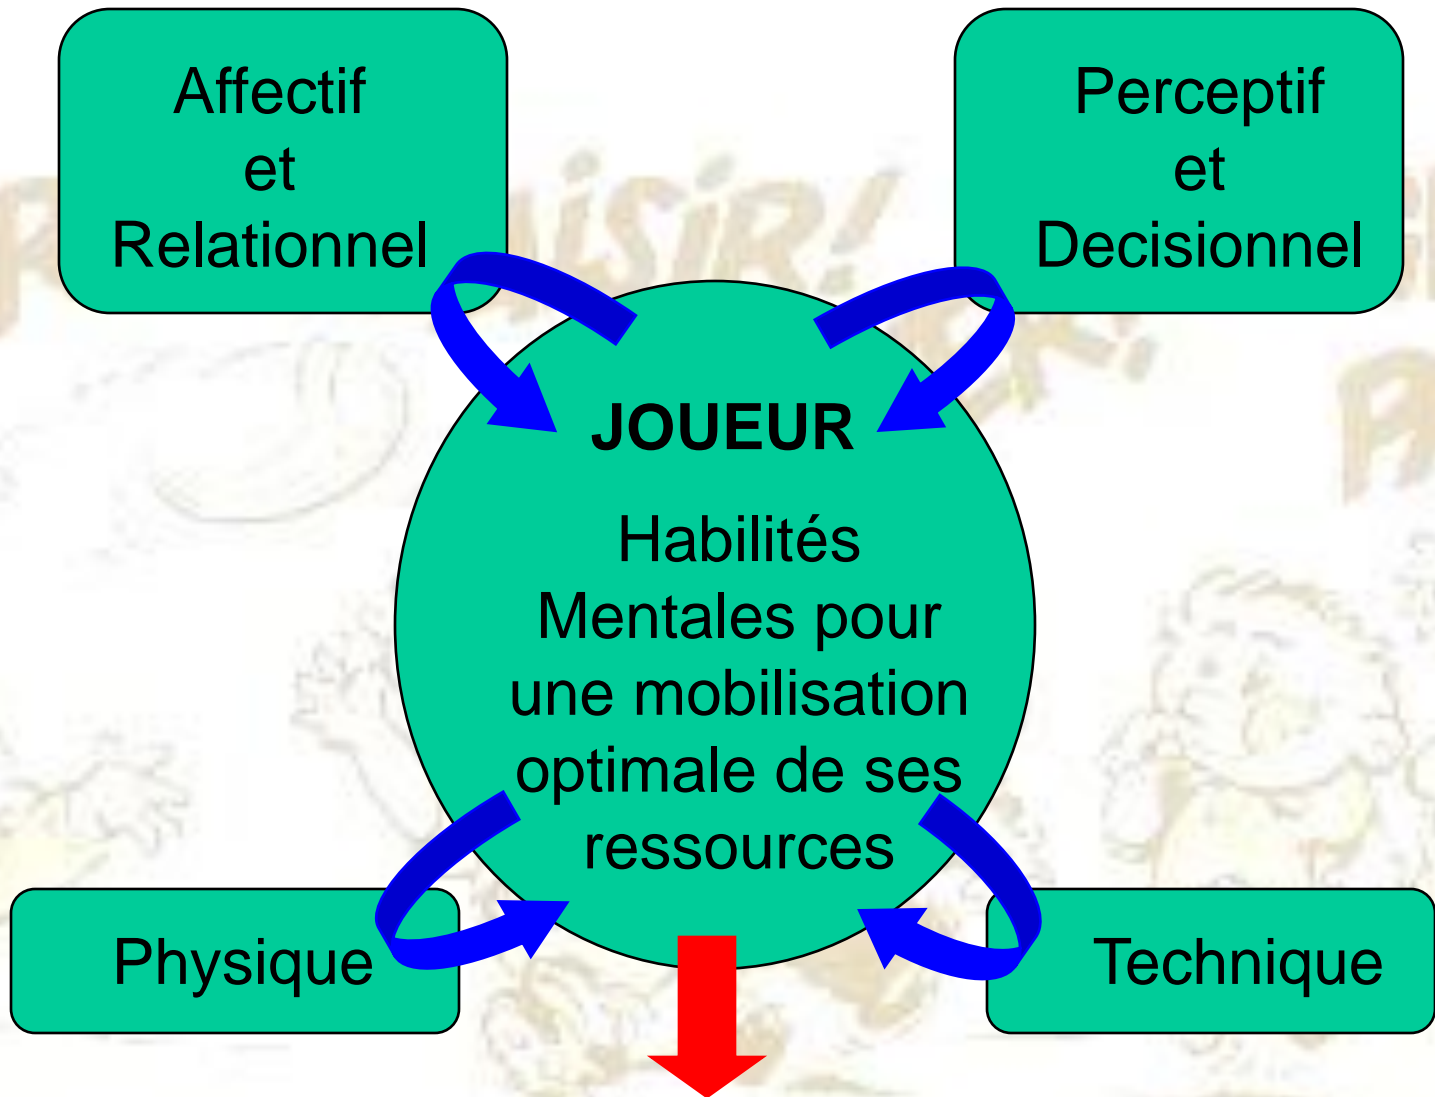 Affectif
et
Relationnel
Perceptif
et
Decisionnel
JOUEUR
Habilités
Mentales pour
une mobilisation
optimale de ses
ressources
Physique
Technique